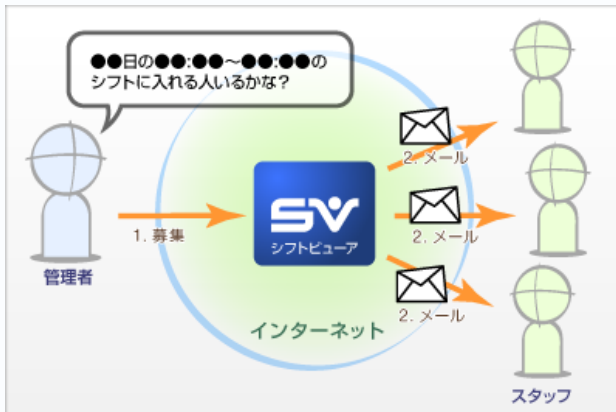 ●●日の●●:●●～●●:●●の
シフトに入れる人いるかな？
2. メール
1. 募集
SV
シフトビューア
2. メール
管理者
2. メール
インターネット
スタッフ